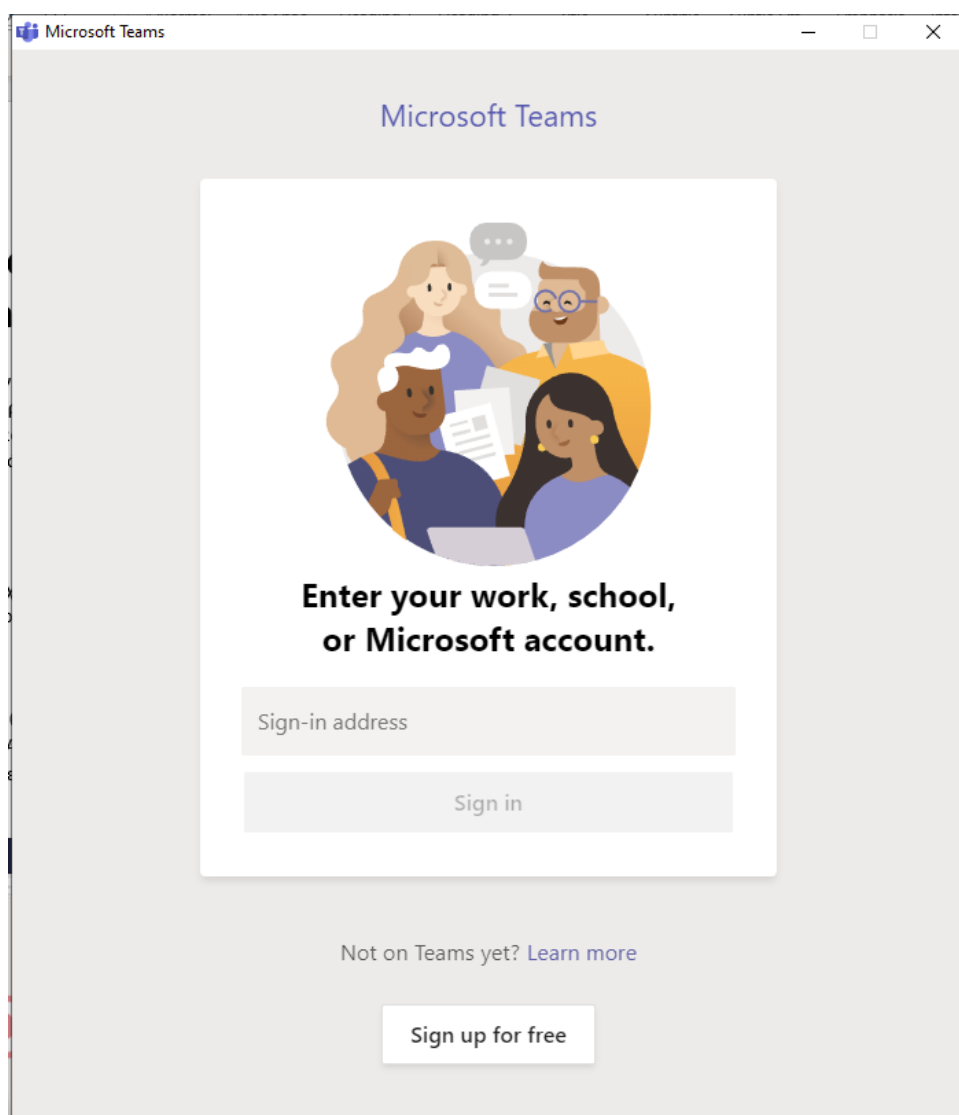 Microsoft Teams
Microsoft Teams
Enter your work, school,
or Microsoft account.
Sign-in address
Sign in
Not on Teams yet? Learn more
Sign up for free